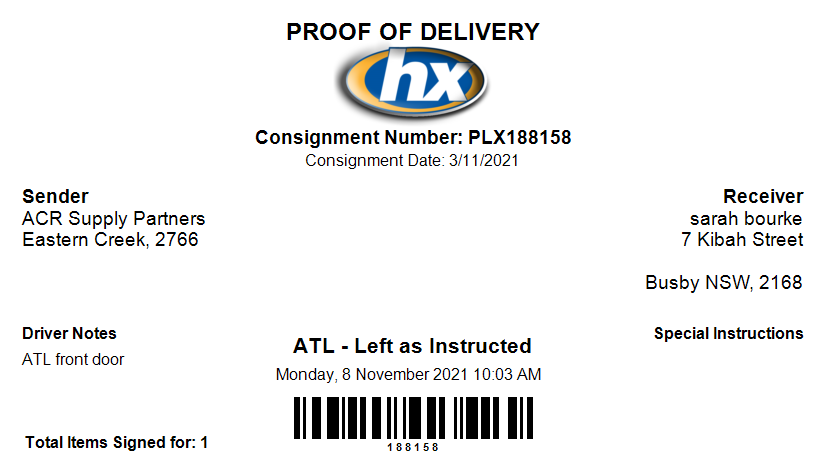 PROOF OF DELIVERY
hx
Consignment Number: PLX188158
Consignment Date: 3/11/2021
Sender
ACR Supply Partners
Eastern Creek, 2766
Receiver
sarah bourke
7 Kibah Street
Busby NSW, 2168
Driver Notes
ATL front door
ATL - Left as Instructed
Monday, 8 November 2021 10:03 AM
Special Instructions
188158
Total Items Signed for: 1